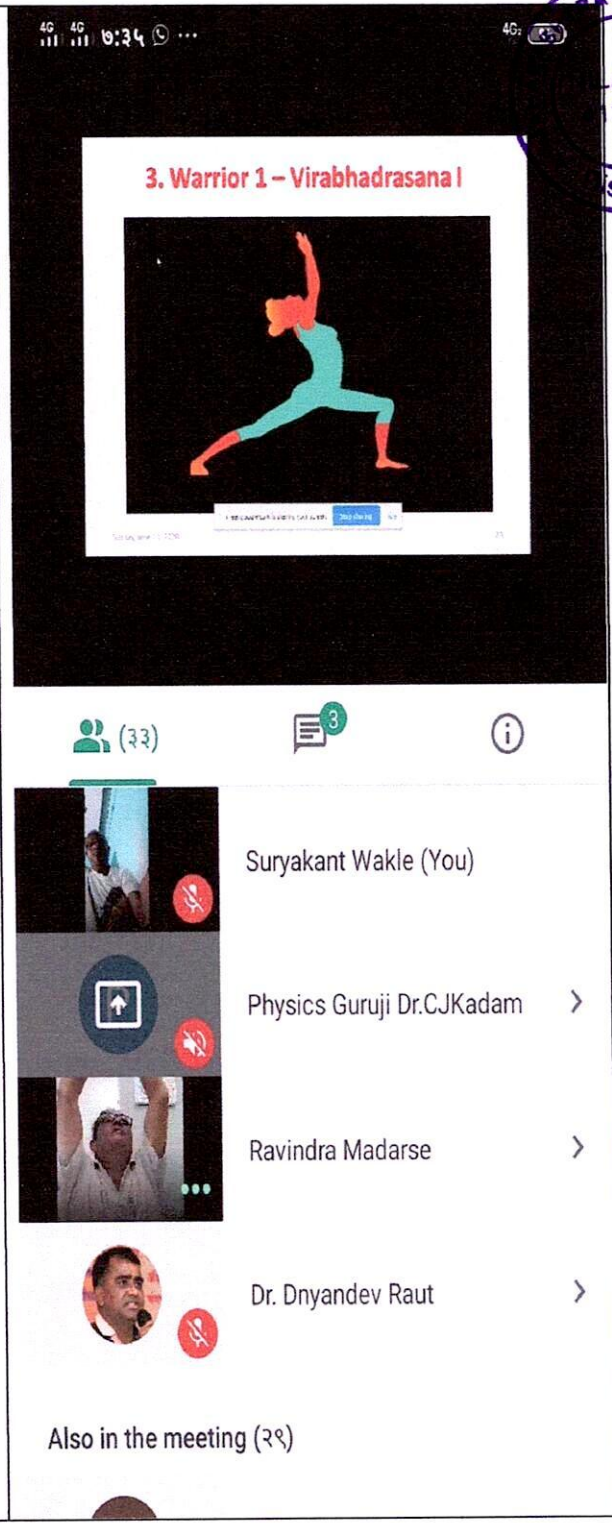 4G 4G ७:३५ ... 4G
3. Warrior 1 – Virabhadrasana I
(३३)
3
Suryakant Wakle (You)
Physics Guruji Dr.CJKadam
Ravindra Madarse
Dr. Dnyandev Raut
Also in the meeting (२९)